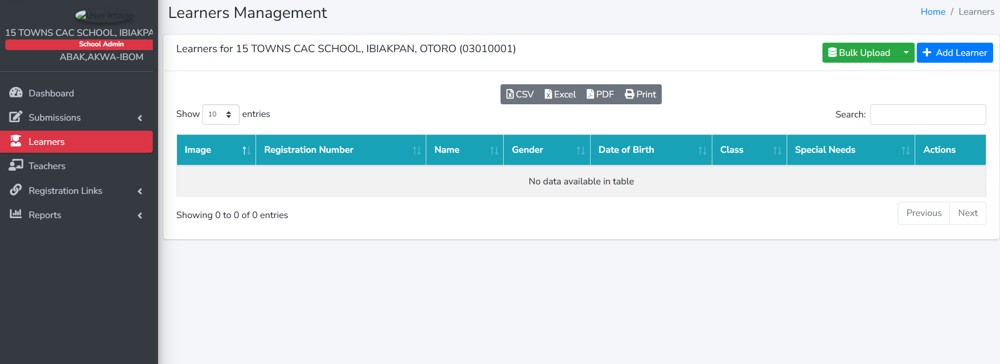 User Image
15 TOWNS CAC SCHOOL, IBIAKPA
School Admin
ABAK,AKWA-IBOM
Dashboard
Submissions
Learners
Teachers
Registration Links
Reports
Learners Management
Home / Learners
Learners for 15 TOWNS CAC SCHOOL, IBIAKPAN, OTORO (03010001)
Bulk Upload
Add Learner
CSV Excel PDF Print
Show 10 entries
Search:
Image Registration Number Name Gender Date of Birth Class Special Needs Actions
No data available in table
Showing 0 to 0 of 0 entries
Previous Next